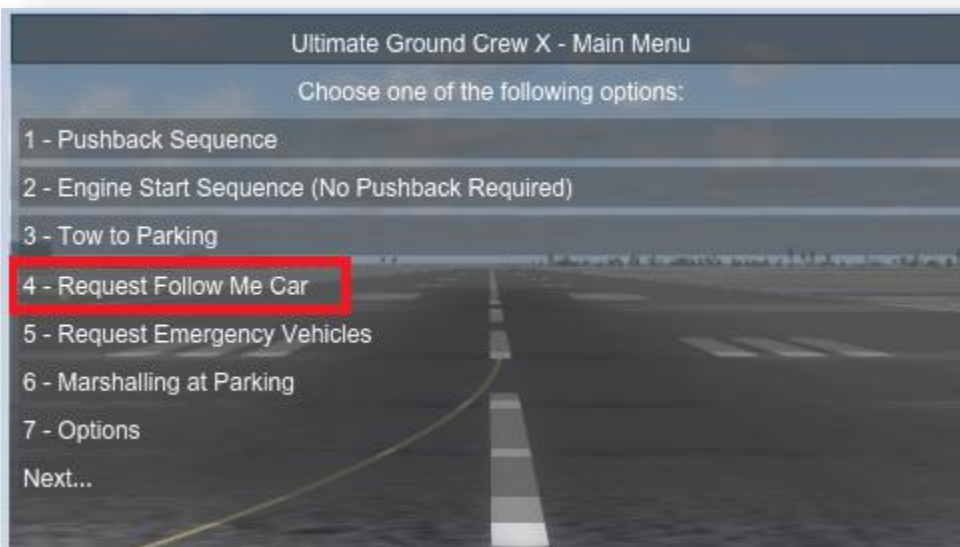 Ultimate Ground Crew X - Main Menu
Choose one of the following options:
1 - Pushback Sequence
2 - Engine Start Sequence (No Pushback Required)
3 - Tow to Parking
4 - Request Follow Me Car
5 - Request Emergency Vehicles
6 - Marshalling at Parking
7 - Options
Next...